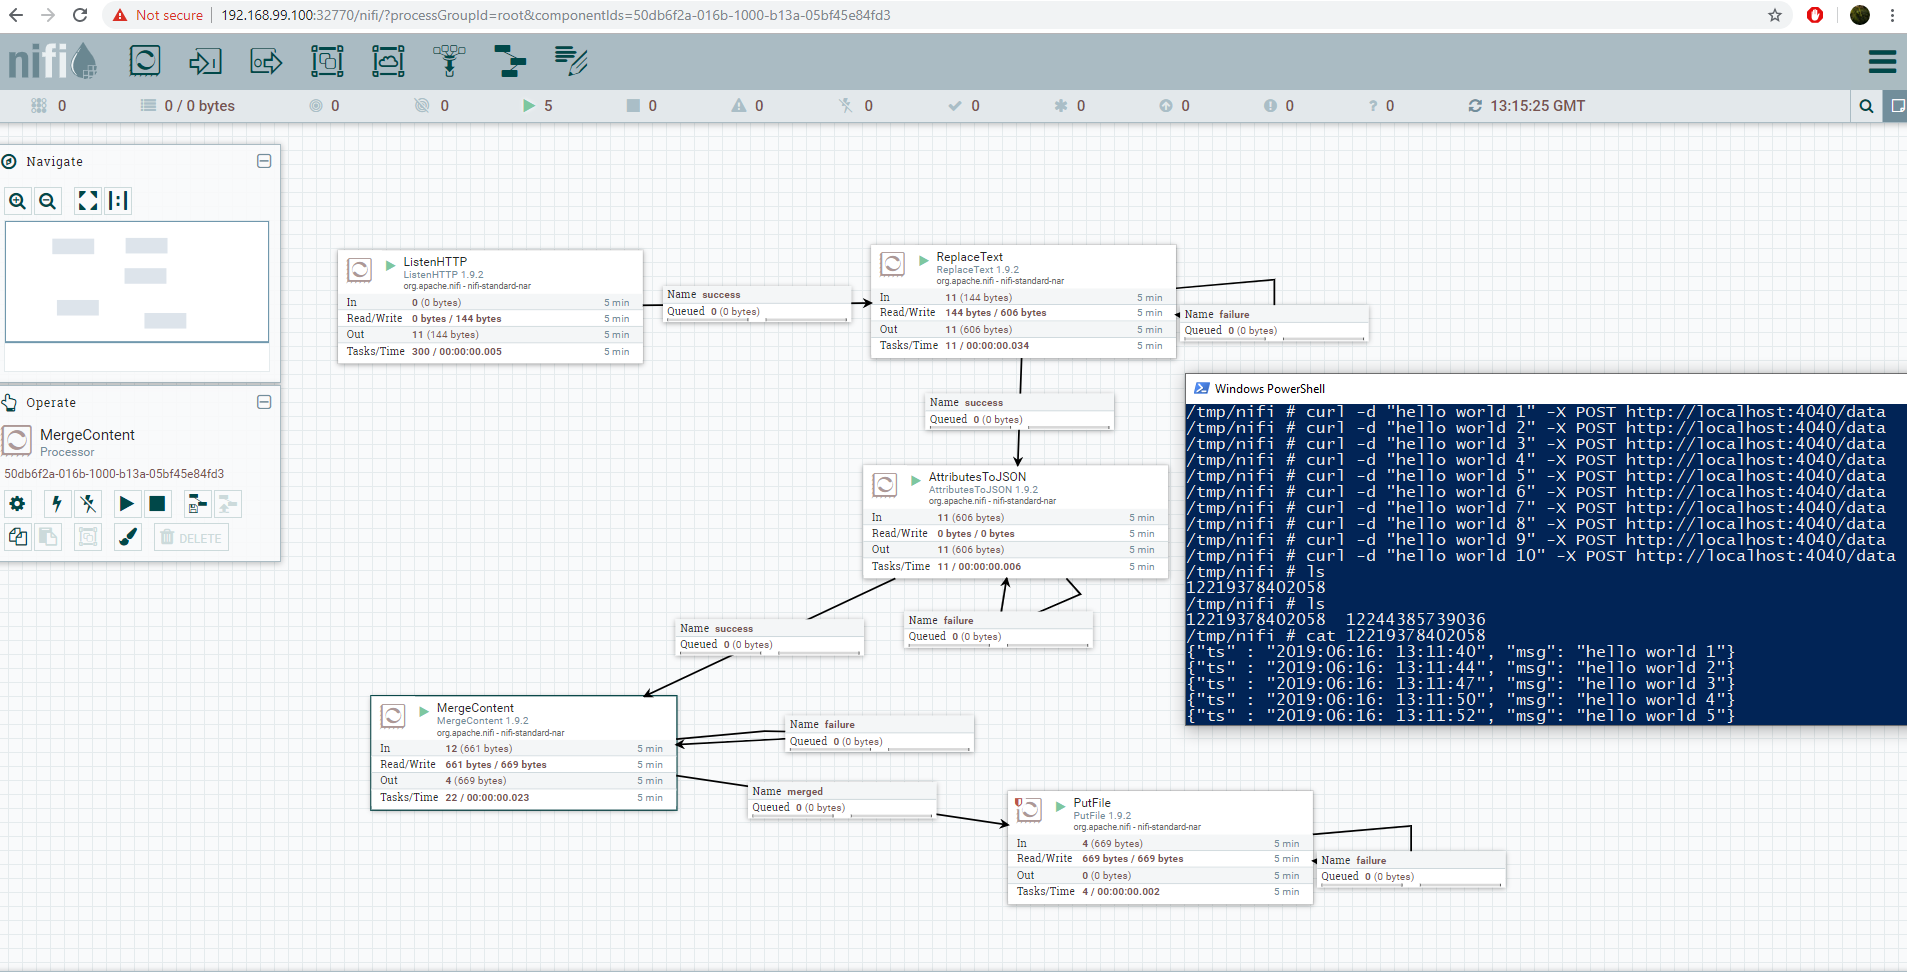 Not secure 192.168.99.100:32770/nifi/?processGroupId=root&componentIds=50db6f2a-016b-1000-b13a-05bf45e84fd3
nifi
0 0 / 0 bytes 0 0 5 0 0 0 0 0 0 0 ? 0 13:15:25 GMT
Navigate
Operate
MergeContent
Processor
50db6f2a-016b-1000-b13a-05bf45e84fd3
DELETE
ListenHTTP
ListenHTTP 1.9.2
org.apache.nifi - nifi-standard-nar
In 0 (0 bytes) 5 min
Read/Write 0 bytes / 144 bytes 5 min
Out 11 (144 bytes) 5 min
Tasks/Time 300 / 00:00:00.005 5 min
Name success
Queued 0 (0 bytes)
ReplaceText
ReplaceText 1.9.2
org.apache.nifi - nifi-standard-nar
In 11 (144 bytes) 5 min
Read/Write 144 bytes / 606 bytes 5 min
Out 11 (606 bytes) 5 min
Tasks/Time 11 / 00:00:00.034 5 min
Name failure
Queued 0 (0 bytes)
Name success
Queued 0 (0 bytes)
AttributesToJSON
AttributesToJSON 1.9.2
org.apache.nifi - nifi-standard-nar
In 11 (606 bytes) 5 min
Read/Write 0 bytes / 0 bytes 5 min
Out 11 (606 bytes) 5 min
Tasks/Time 11 / 00:00:00.006 5 min
Name failure
Queued 0 (0 bytes)
Name success
Queued 0 (0 bytes)
MergeContent
MergeContent 1.9.2
org.apache.nifi - nifi-standard-nar
In 12 (661 bytes) 5 min
Read/Write 661 bytes / 669 bytes 5 min
Out 4 (669 bytes) 5 min
Tasks/Time 22 / 00:00:00.023 5 min
Name failure
Queued 0 (0 bytes)
Name merged
Queued 0 (0 bytes)
PutFile
PutFile 1.9.2
org.apache.nifi - nifi-standard-nar
In 4 (669 bytes) 5 min
Read/Write 669 bytes / 669 bytes 5 min
Out 0 (0 bytes) 5 min
Tasks/Time 4 / 00:00:00.002 5 min
Name failure
Queued 0 (0 bytes)
Windows PowerShell
/tmp/nifi # curl -d "hello world 1" -X POST http://localhost:4040/data
/tmp/nifi # curl -d "hello world 2" -X POST http://localhost:4040/data
/tmp/nifi # curl -d "hello world 3" -X POST http://localhost:4040/data
/tmp/nifi # curl -d "hello world 4" -X POST http://localhost:4040/data
/tmp/nifi # curl -d "hello world 5" -X POST http://localhost:4040/data
/tmp/nifi # curl -d "hello world 6" -X POST http://localhost:4040/data
/tmp/nifi # curl -d "hello world 7" -X POST http://localhost:4040/data
/tmp/nifi # curl -d "hello world 8" -X POST http://localhost:4040/data
/tmp/nifi # curl -d "hello world 9" -X POST http://localhost:4040/data
/tmp/nifi # curl -d "hello world 10" -X POST http://localhost:4040/data
/tmp/nifi # ls
12219378402058
/tmp/nifi # ls
12219378402058 12244385739036
/tmp/nifi # cat 12219378402058
{"ts" : "2019:06:16: 13:11:40", "msg": "hello world 1"}
{"ts" : "2019:06:16: 13:11:44", "msg": "hello world 2"}
{"ts" : "2019:06:16: 13:11:47", "msg": "hello world 3"}
{"ts" : "2019:06:16: 13:11:50", "msg": "hello world 4"}
{"ts" : "2019:06:16: 13:11:52", "msg": "hello world 5"}